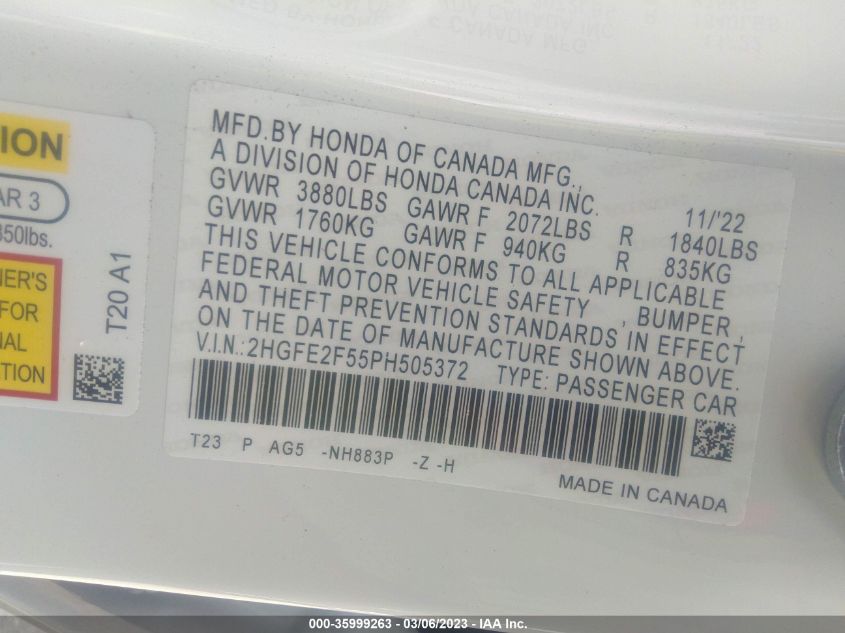 MFD.BY HONDA OF CANADA MFG.,
A DIVISION OF HONDA CANADA INC. 11/'22
GVWR 3880LBS GAWR F 2072LBS R 1840LBS
GVWR 1760KG GAWR F 940KG R 835KG
THIS VEHICLE CONFORMS TO ALL APPLICABLE
FEDERAL MOTOR VEHICLE SAFETY , BUMPER ,
AND THEFT PREVENTION STANDARDS IN EFFECT
ON THE DATE OF MANUFACTURE SHOWN ABOVE.
V.I.N.:2HGFE2F55PH505372 TYPE: PASSENGER CAR
T23 P AG5 -NH883P -Z -H
MADE IN CANADA
ION
AR 3
350lbs.
NER'S
FOR
NAL
TION
T20 A1
000-35999263 - 03/06/2023 - IAA Inc.